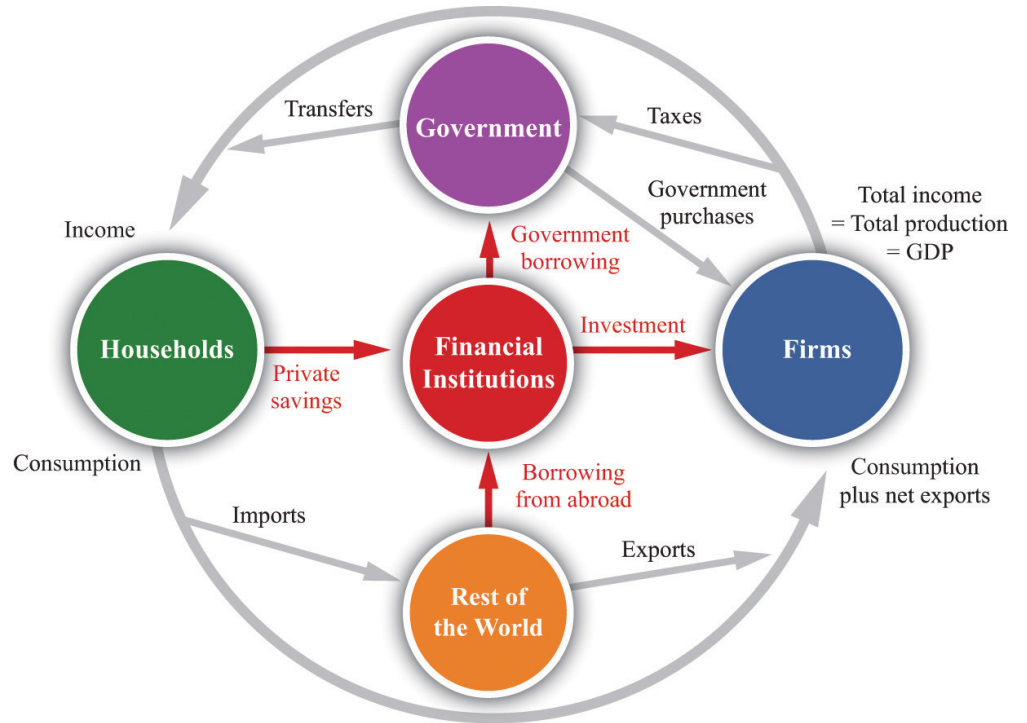 Transfers
Government
Taxes
Government
purchases
Total income
= Total production
= GDP
Income
Government
borrowing
Households
Private
savings
Financial
Institutions
Investment
Firms
Consumption
Borrowing
from abroad
Consumption
plus net exports
Imports
Exports
Rest of
the World